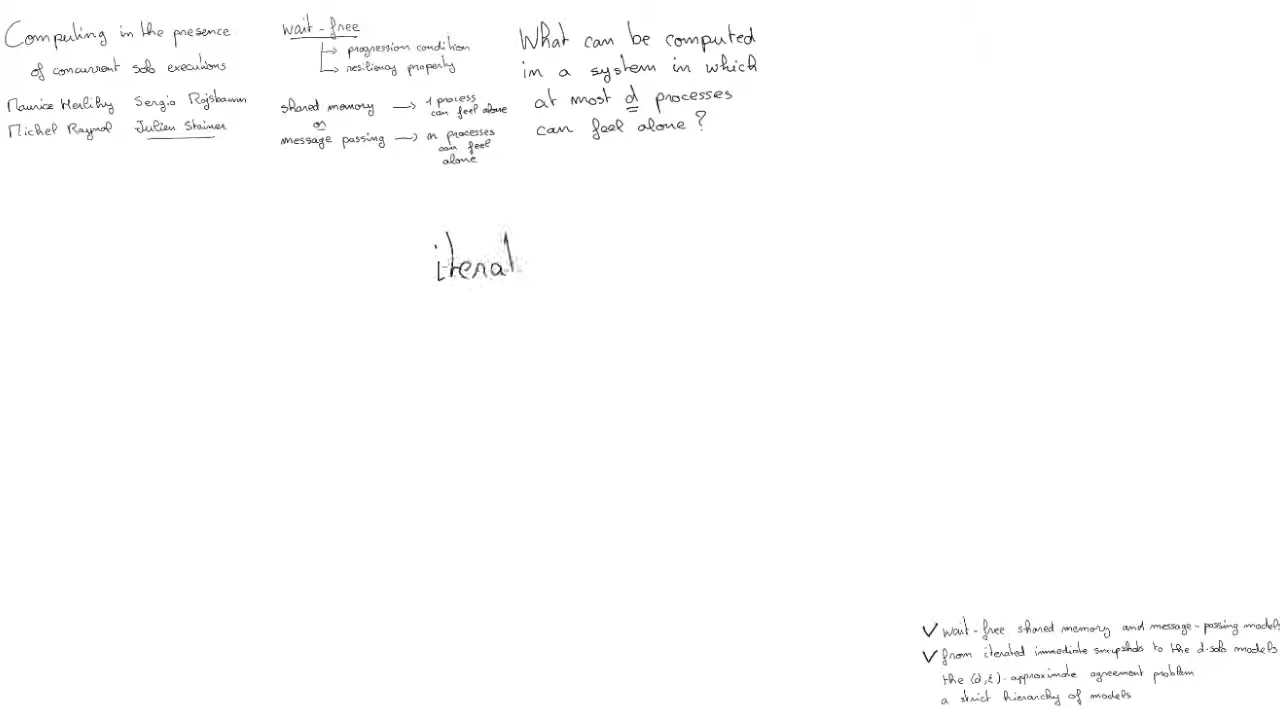 Computing in the presence
of concurrent solo executions
Maurice Herlihy Sergio Rajsbaum
Michel Raynal Julien Stainer
wait-free
↳ progression condition
↳ resiliency property
shared memory → 1 process can feel alone
or
message passing → n processes can feel alone
What can be computed
in a system in which
at most d processes
can feel alone?
iterat
✓ wait-free shared memory and message-passing models
✓ from iterated immediate snapshots to the d-solo models
the (d,ε)-approximate agreement problem
a strict hierarchy of models